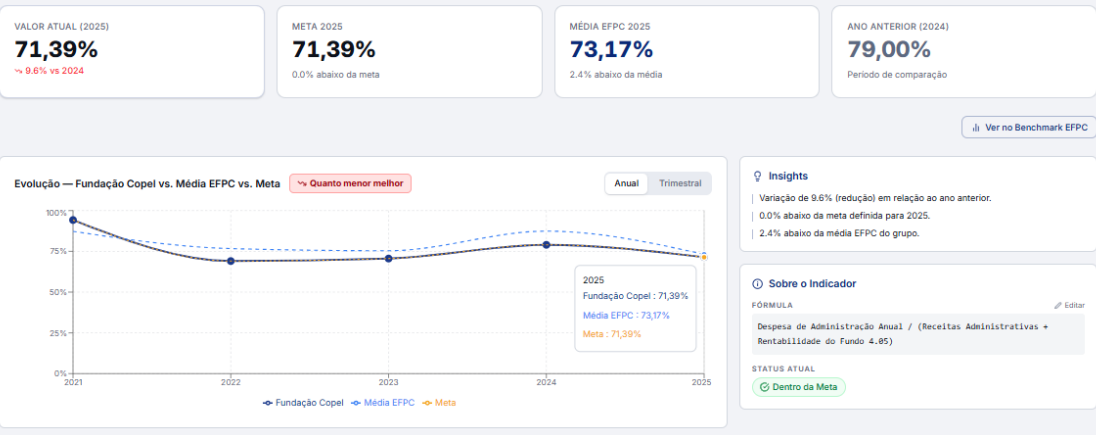 VALOR ATUAL (2025)
71,39%
9.6% vs 2024
META 2025
71,39%
0.0% abaixo da meta
MÉDIA EFPC 2025
73,17%
2.4% abaixo da média
ANO ANTERIOR (2024)
79,00%
Período de comparação
Ver no Benchmark EFPC
Evolução — Fundação Copel vs. Média EFPC vs. Meta
Quanto menor melhor
Anual
Trimestral
100%
75%
50%
25%
0%
2021
2022
2023
2024
2025
2025
Fundação Copel : 71,39%
Média EFPC : 73,17%
Meta : 71,39%
Fundação Copel
Média EFPC
Meta
Insights
Variação de 9.6% (redução) em relação ao ano anterior.
0.0% abaixo da meta definida para 2025.
2.4% abaixo da média EFPC do grupo.
Sobre o Indicador
FÓRMULA
Editar
Despesa de Administração Anual / (Receitas Administrativas +
Rentabilidade do Fundo 4.05)
STATUS ATUAL
Dentro da Meta